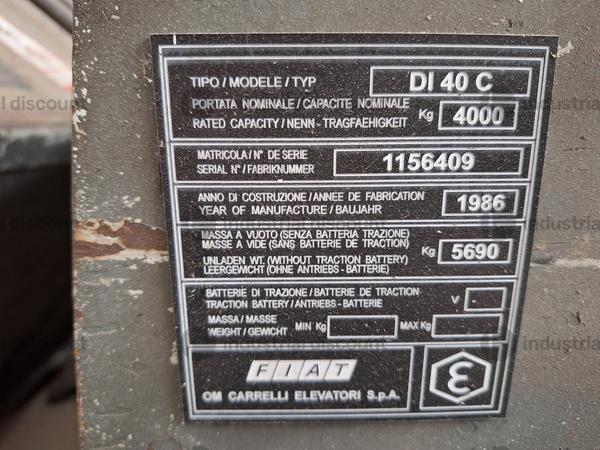 TIPO / MODELE / TYP DI 40 C
PORTATA NOMINALE / CAPACITE NOMINALE
RATED CAPACITY / NENN - TRAGFAEHIGKEIT Kg 4000
MATRICOLA / N° DE SERIE
SERIAL N° / FABRIKNUMMER 1156409
ANNO DI COSTRUZIONE / ANNEE DE FABRICATION
YEAR OF MANUFACTURE / BAUJAHR 1986
MASSA A VUOTO (SENZA BATTERIA TRAZIONE)
MASSE A VIDE (SANS BATTERIE DE TRACTION)
UNLADEN WT. (WITHOUT TRACTION BATTERY)
LEERGEWICHT (OHNE ANTRIEBS - BATTERIE) Kg 5690
BATTERIE DI TRAZIONE / BATTERIE DE TRACTION
TRACTION BATTERY / ANTRIEBS - BATTERIE V -
MASSA / MASSE
WEIGHT / GEWICHT MIN Kg MAX Kg
FIAT
OM CARRELLI ELEVATORI S.p.A.
ε
industrial discount